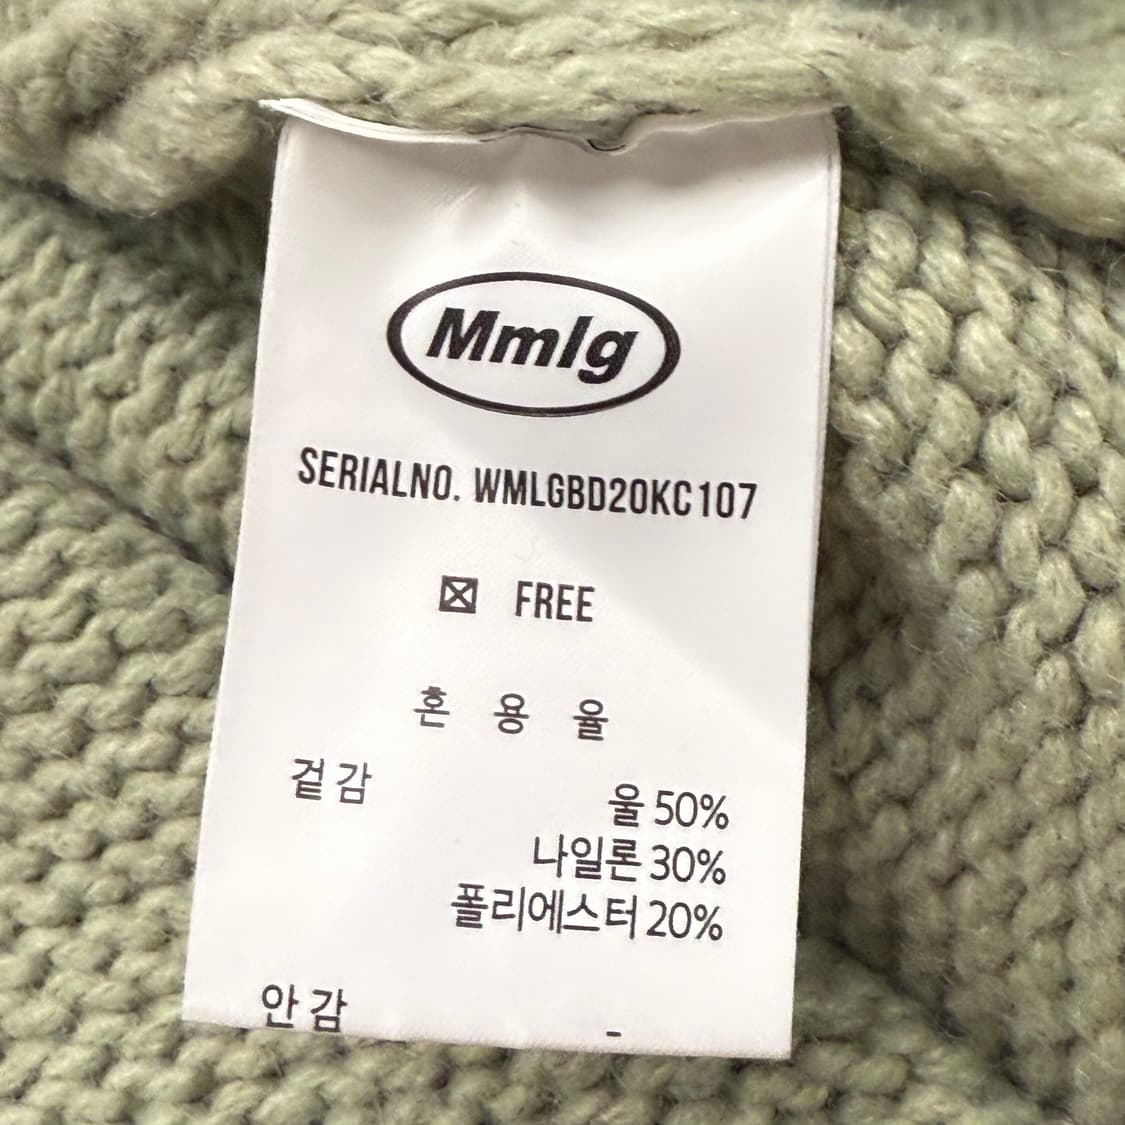 Mmlg
SERIALNO. WMLGBD20KC107
☒ FREE
혼 용 율
겉감 울 50%
나일론 30%
폴리에스터 20%
안감 -